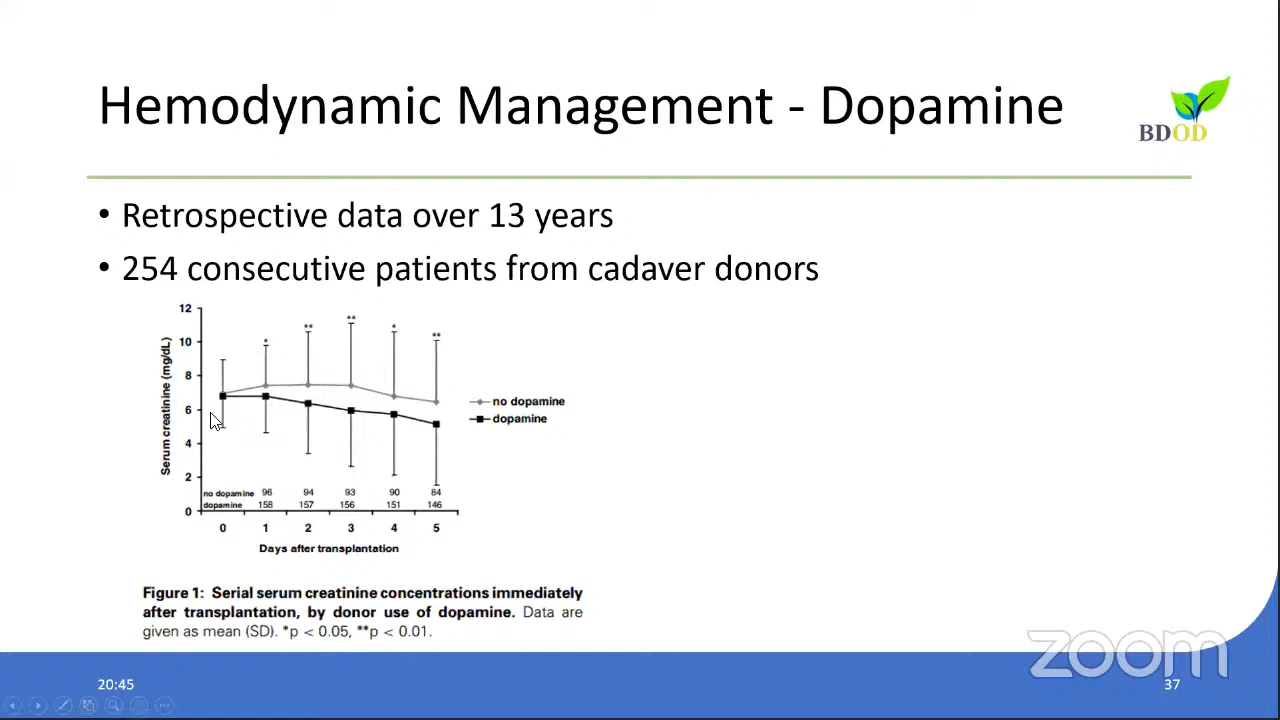 Hemodynamic Management - Dopamine
BDOD
• Retrospective data over 13 years
• 254 consecutive patients from cadaver donors
12
10
8
6
4
2
0
Serum creatinine (mg/dL)
* ** ** * **
no dopamine
dopamine
no dopamine 96 94 93 90 84
dopamine 158 157 156 151 146
0 1 2 3 4 5
Days after transplantation
Figure 1: Serial serum creatinine concentrations immediately
after transplantation, by donor use of dopamine. Data are
given as mean (SD). *p < 0.05, **p < 0.01.
zoom
20:45
37